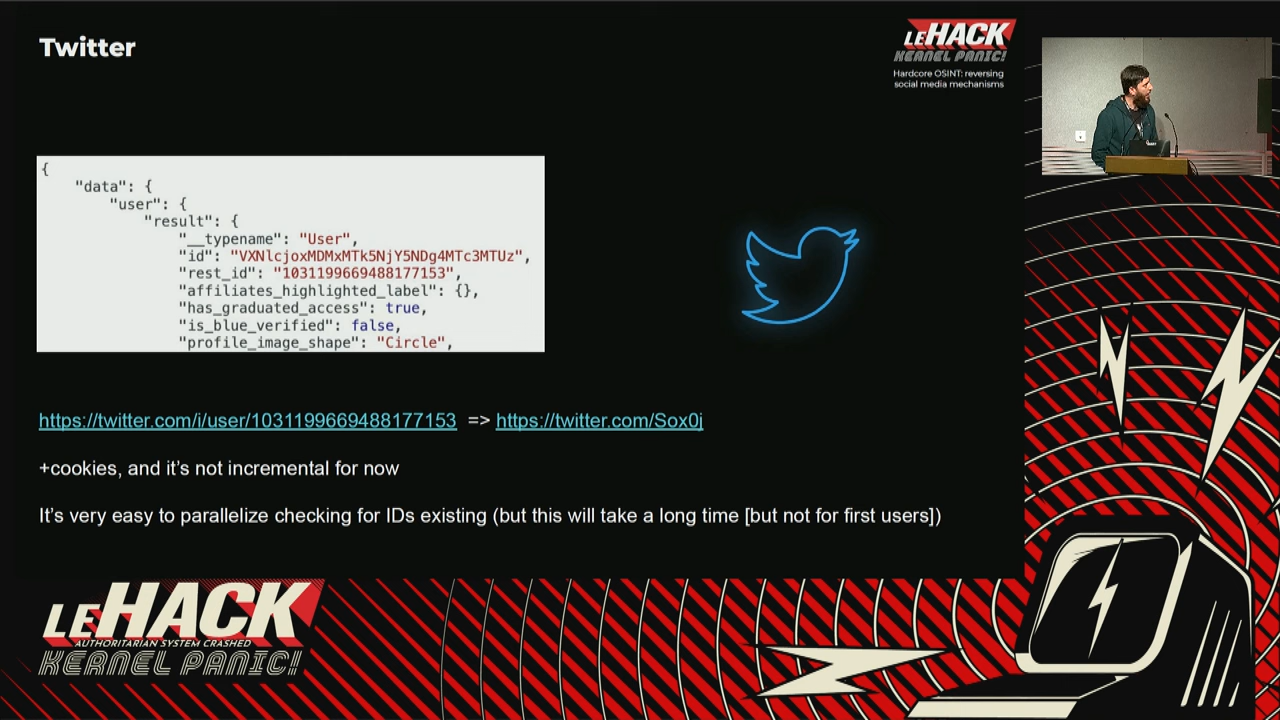 Twitter
LEHACK
KERNEL PANIC!
Hardcore OSINT: reversing
social media mechanisms
{
"data": {
"user": {
"result": {
"__typename": "User",
"id": "VXNlcjoxMDMxMTk5NjY5NDg4MTc3MTUz",
"rest_id": "1031199669488177153",
"affiliates_highlighted_label": {},
"has_graduated_access": true,
"is_blue_verified": false,
"profile_image_shape": "Circle",
https://twitter.com/i/user/1031199669488177153 => https://twitter.com/Sox0j
+cookies, and it’s not incremental for now
It’s very easy to parallelize checking for IDs existing (but this will take a long time [but not for first users])
LEHACK
AUTHORITARIAN SYSTEM CRASHED
KERNEL PANIC!